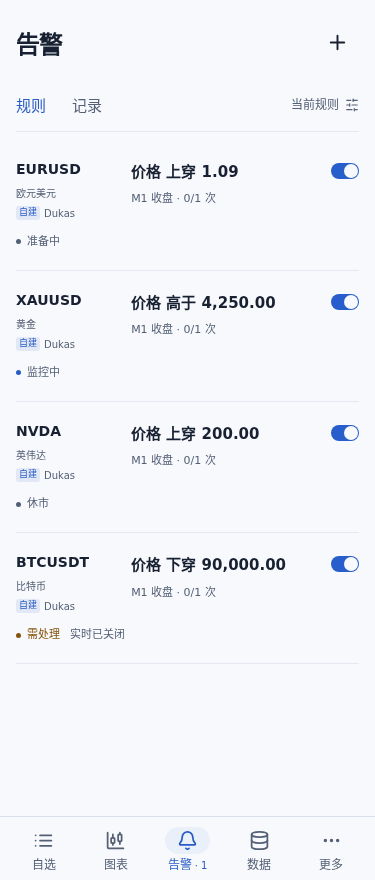 告警
规则 记录 当前规则
EURUSD 价格 上穿 1.09
欧元美元 M1 收盘 · 0/1 次
自建 Dukas
准备中
XAUUSD 价格 高于 4,250.00
黄金 M1 收盘 · 0/1 次
自建 Dukas
监控中
NVDA 价格 上穿 200.00
英伟达 M1 收盘 · 0/1 次
自建 Dukas
休市
BTCUSDT 价格 下穿 90,000.00
比特币 M1 收盘 · 0/1 次
自建 Dukas
需处理 实时已关闭
自选 图表 告警 · 1 数据 更多